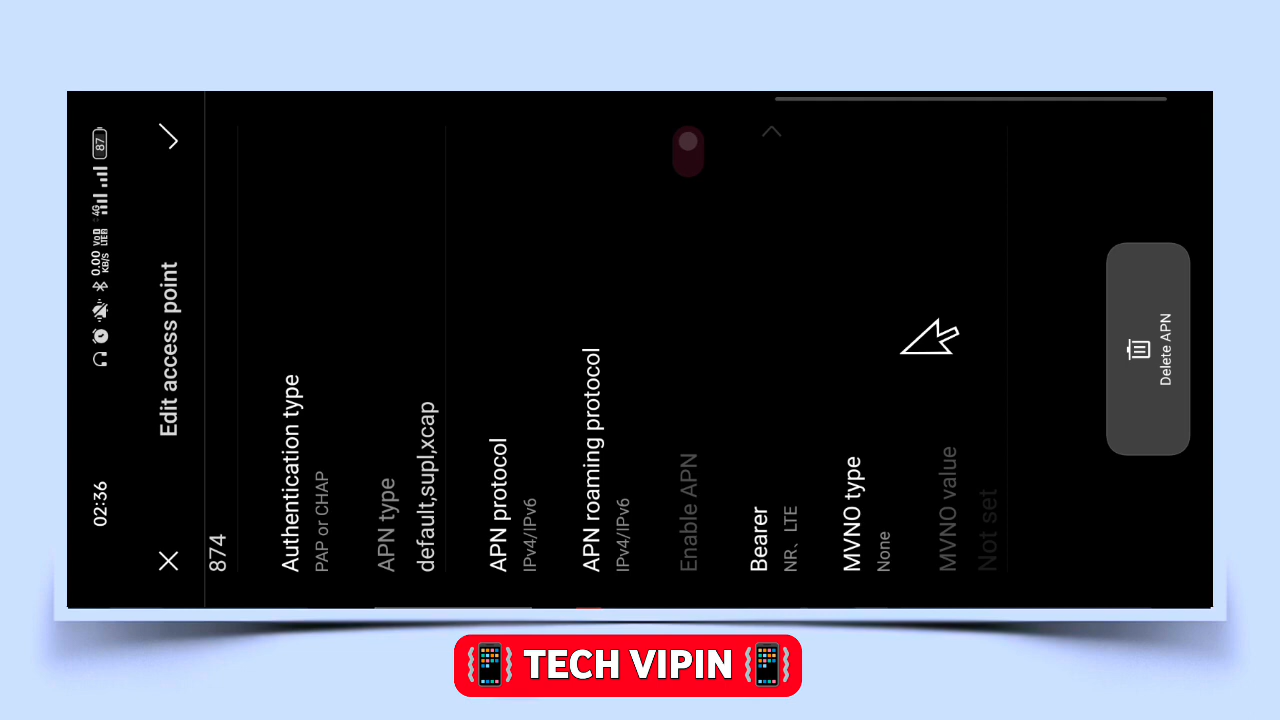 02:36
0.00
KB/S
Vo
LTE
4G
87
Edit access point
874
Authentication type
PAP or CHAP
APN type
default,supl,xcap
APN protocol
IPv4/IPv6
APN roaming protocol
IPv4/IPv6
Enable APN
Bearer
NR、LTE
MVNO type
None
MVNO value
Not set
Delete APN
TECH VIPIN